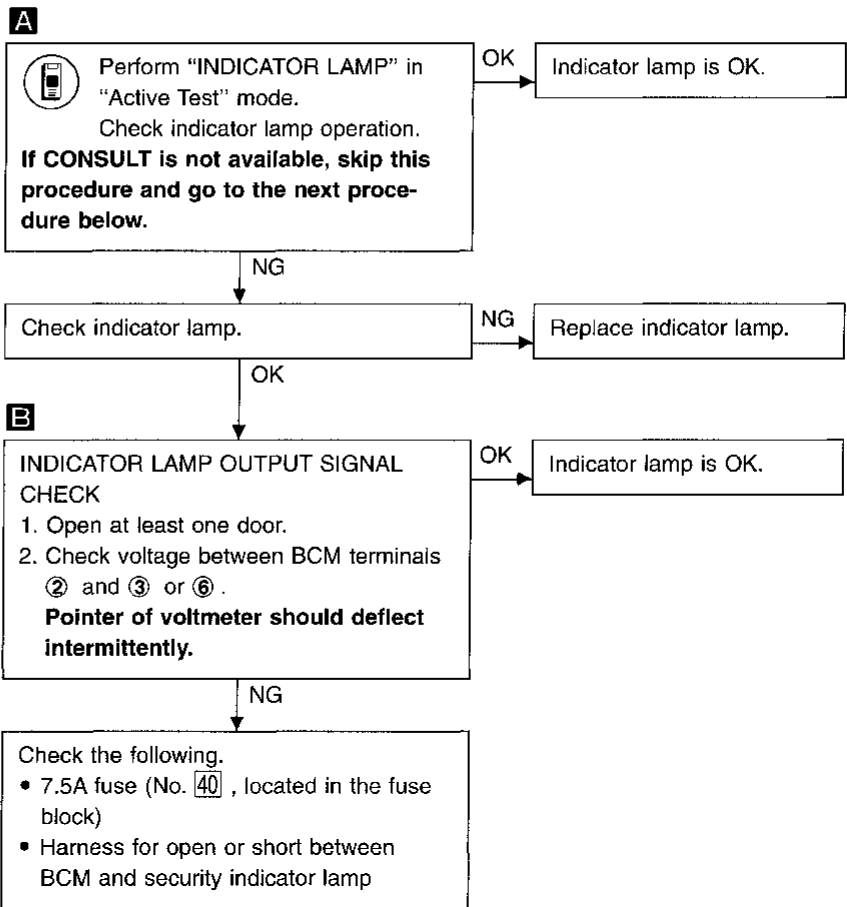 A
Perform “INDICATOR LAMP” in
“Active Test” mode.
Check indicator lamp operation.
If CONSULT is not available, skip this
procedure and go to the next proce-
dure below.
OK
Indicator lamp is OK.
NG
Check indicator lamp.
NG
Replace indicator lamp.
OK
B
INDICATOR LAMP OUTPUT SIGNAL
CHECK
1. Open at least one door.
2. Check voltage between BCM terminals
② and ③ or ⑥ .
Pointer of voltmeter should deflect
intermittently.
OK
Indicator lamp is OK.
NG
Check the following.
• 7.5A fuse (No. 40 , located in the fuse
block)
• Harness for open or short between
BCM and security indicator lamp